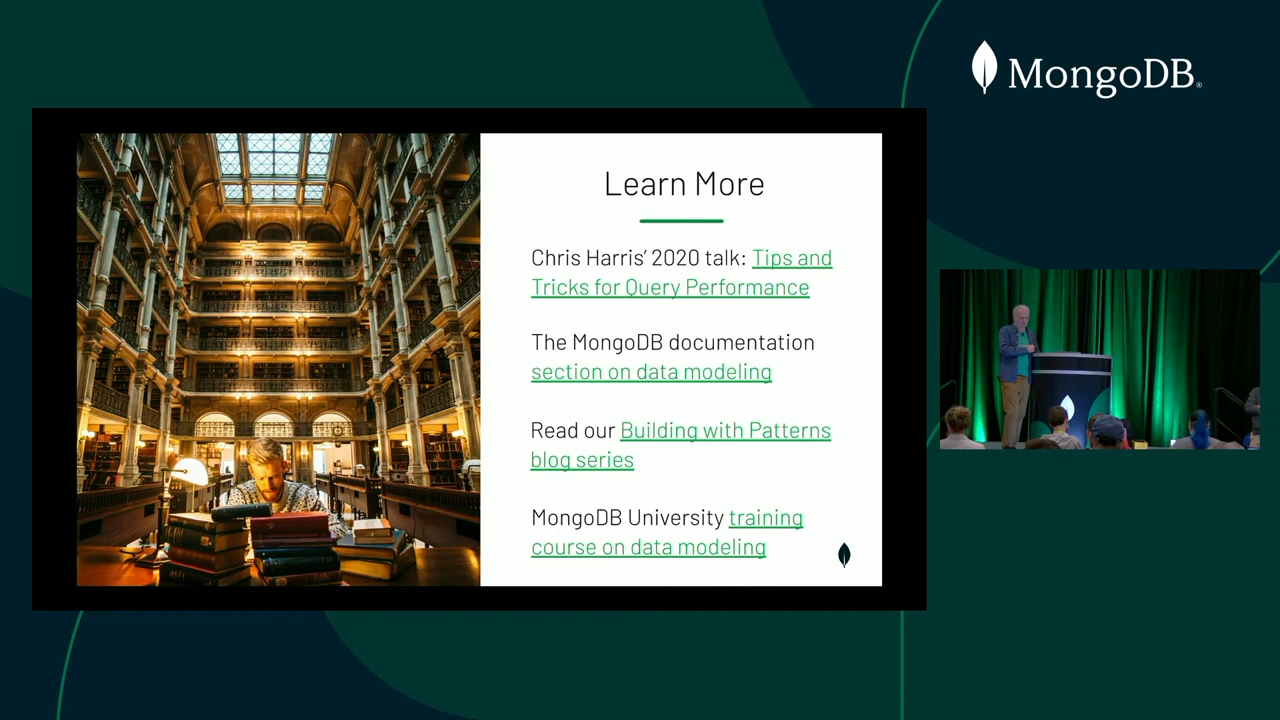 MongoDB®
Learn More
Chris Harris’ 2020 talk: Tips and
Tricks for Query Performance
The MongoDB documentation
section on data modeling
Read our Building with Patterns
blog series
MongoDB University training
course on data modeling